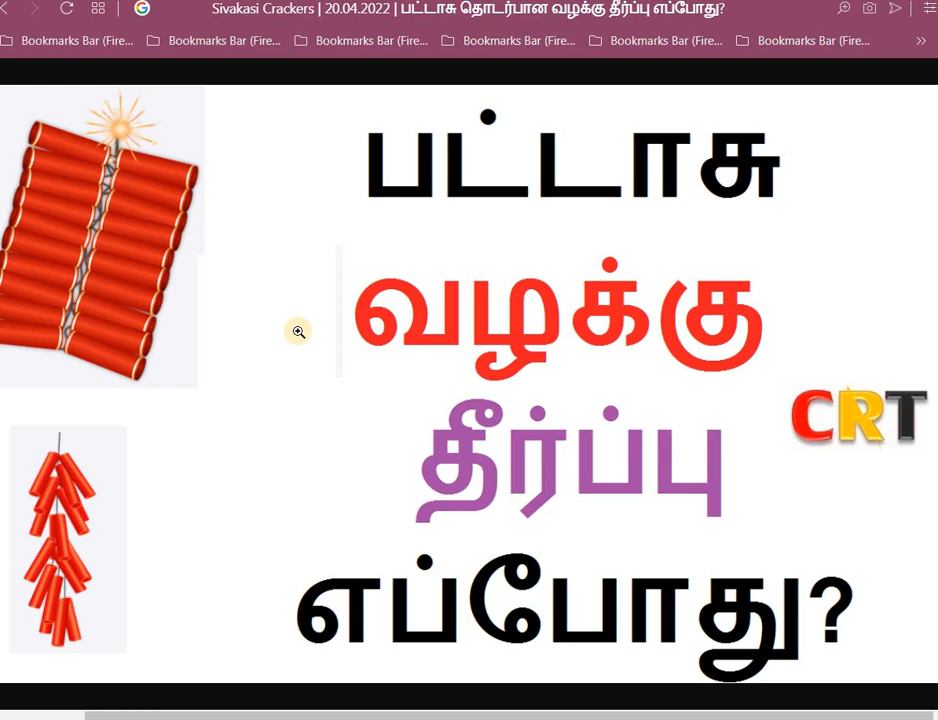 Sivakasi Crackers | 20.04.2022 | பட்டாசு தொடர்பான வழக்கு தீர்ப்பு எப்போது?
Bookmarks Bar (Fire... Bookmarks Bar (Fire... Bookmarks Bar (Fire... Bookmarks Bar (Fire... Bookmarks Bar (Fire... Bookmarks Bar (Fire...
பட்டாசு
வழக்கு
தீர்ப்பு
CRT
எப்போது?